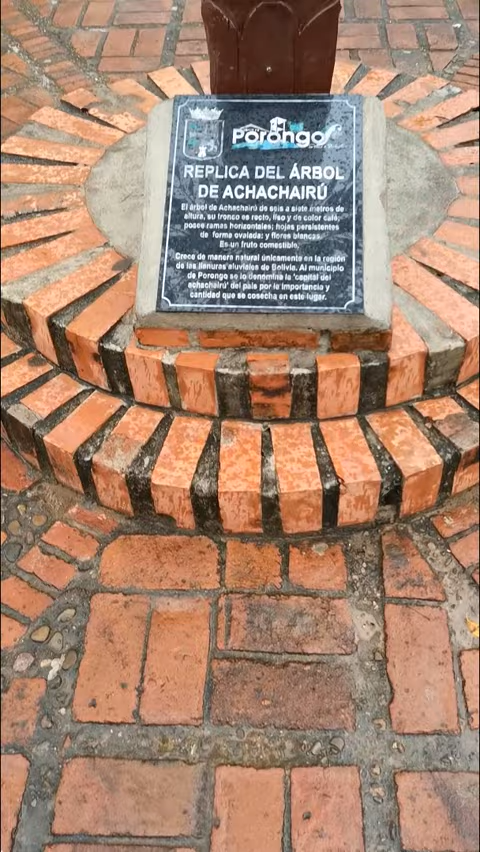 Porongo
REPLICA DEL ÁRBOL
DE ACHACHAIRÚ
El árbol de Achachairú de seis a siete metros de
altura, su tronco es recto, liso y de color café,
posee ramas horizontales; hojas persistentes
de forma ovalada; y flores blancas.
Es un fruto comestible.
Crece de manera natural únicamente en la región
de las llanuras aluviales de Bolivia. Al municipio
de Porongo se lo denomina la 'capital del
achachairú' del país por la importancia y
cantidad que se cosecha en este lugar.